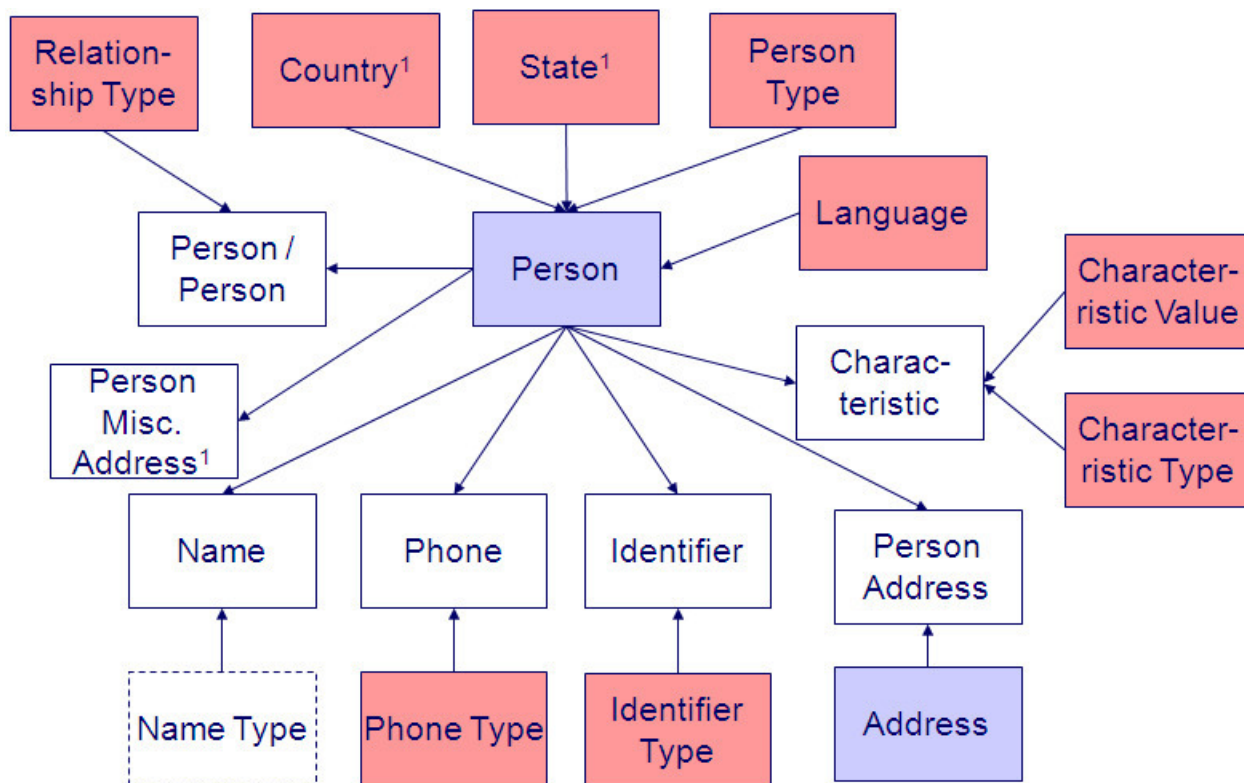 Relation-
ship Type
Country¹
State¹
Person
Type
Language
Person /
Person
Person
Character-
ristic Value
Charac-
teristic
Person
Misc.
Address¹
Character-
ristic Type
Name
Phone
Identifier
Person
Address
Name Type
Phone Type
Identifier
Type
Address